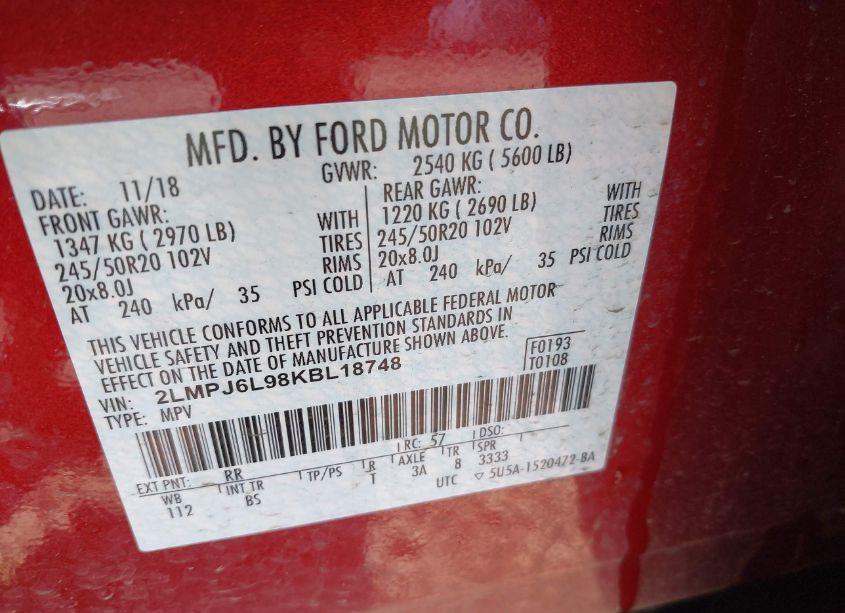 MFD. BY FORD MOTOR CO.
DATE: 11/18 GVWR: 2540 KG ( 5600 LB)
FRONT GAWR: REAR GAWR:
1347 KG ( 2970 LB) WITH 1220 KG ( 2690 LB) WITH
245/50R20 102V TIRES 245/50R20 102V TIRES
20x8.0J RIMS 20x8.0J RIMS
AT 240 kPa/ 35 PSI COLD AT 240 kPa/ 35 PSI COLD
THIS VEHICLE CONFORMS TO ALL APPLICABLE FEDERAL MOTOR
VEHICLE SAFETY AND THEFT PREVENTION STANDARDS IN
EFFECT ON THE DATE OF MANUFACTURE SHOWN ABOVE.
VIN: 2LMPJ6L98KBL18748 F0193
TYPE: MPV T0108
EXT PNT: RR RC: 57 DSO:
WB INT TR TP/PS R AXLE TR SPR
112 BS T 3A 8 3333
UTC ▽ 5U5A-1520472-BA